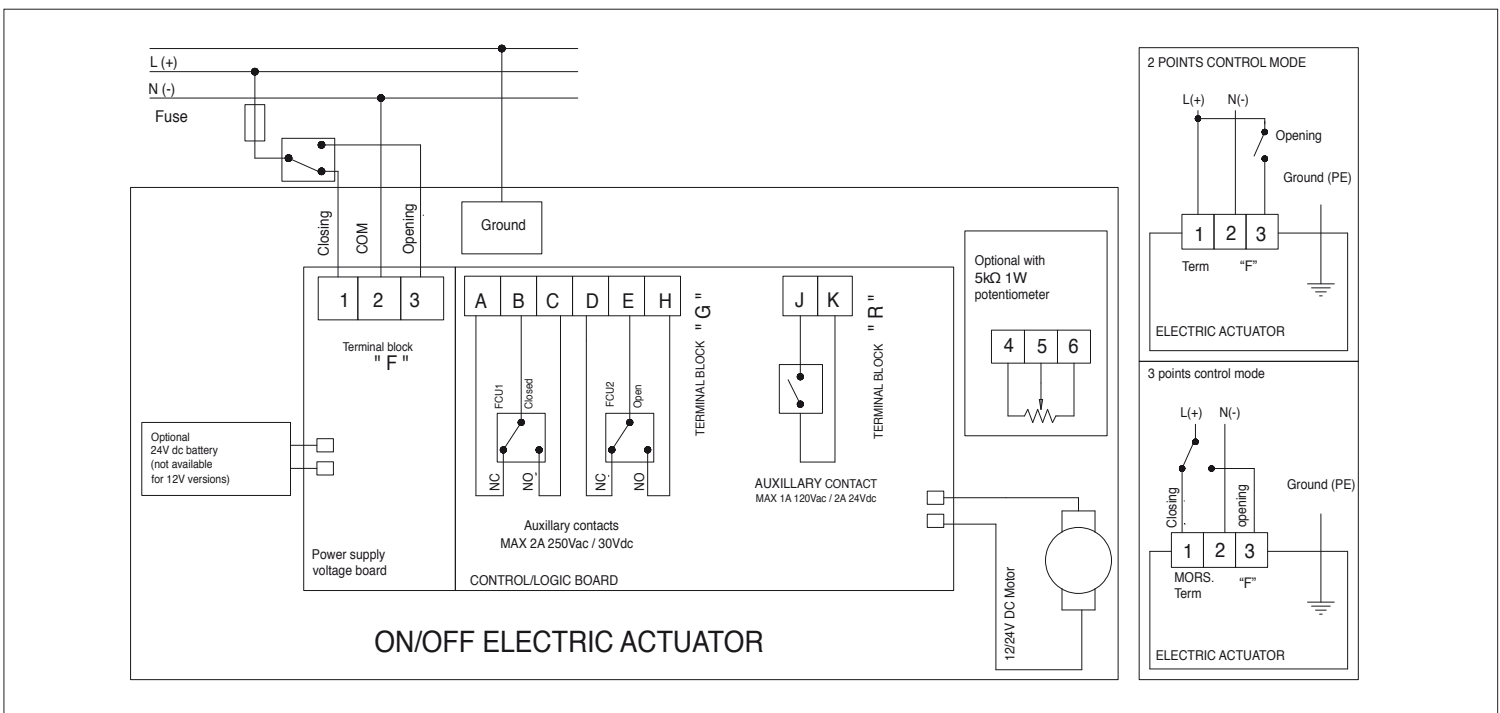 L (+)
N (-)
Fuse
Closing
COM
Opening
Ground
1 2 3
Terminal block
" F "
A B C D E H
TERMINAL BLOCK " G "
FCU1
Closed
FCU2
Open
NC
NO
NC
NO
Auxillary contacts
MAX 2A 250Vac / 30Vdc
J K
TERMINAL BLOCK " R "
AUXILLARY CONTACT
MAX 1A 120Vac / 2A 24Vdc
Optional with
5kΩ 1W
potentiometer
4 5 6
Optional
24V dc battery
(not available
for 12V versions)
Power supply
voltage board
CONTROL/LOGIC BOARD
12/24V DC Motor
ON/OFF ELECTRIC ACTUATOR
2 POINTS CONTROL MODE
L(+) N(-)
Opening
Ground (PE)
1 2 3
Term “F”
ELECTRIC ACTUATOR
3 points control mode
L(+) N(-)
Closing
opening
Ground (PE)
1 2 3
MORS.
Term “F”
ELECTRIC ACTUATOR